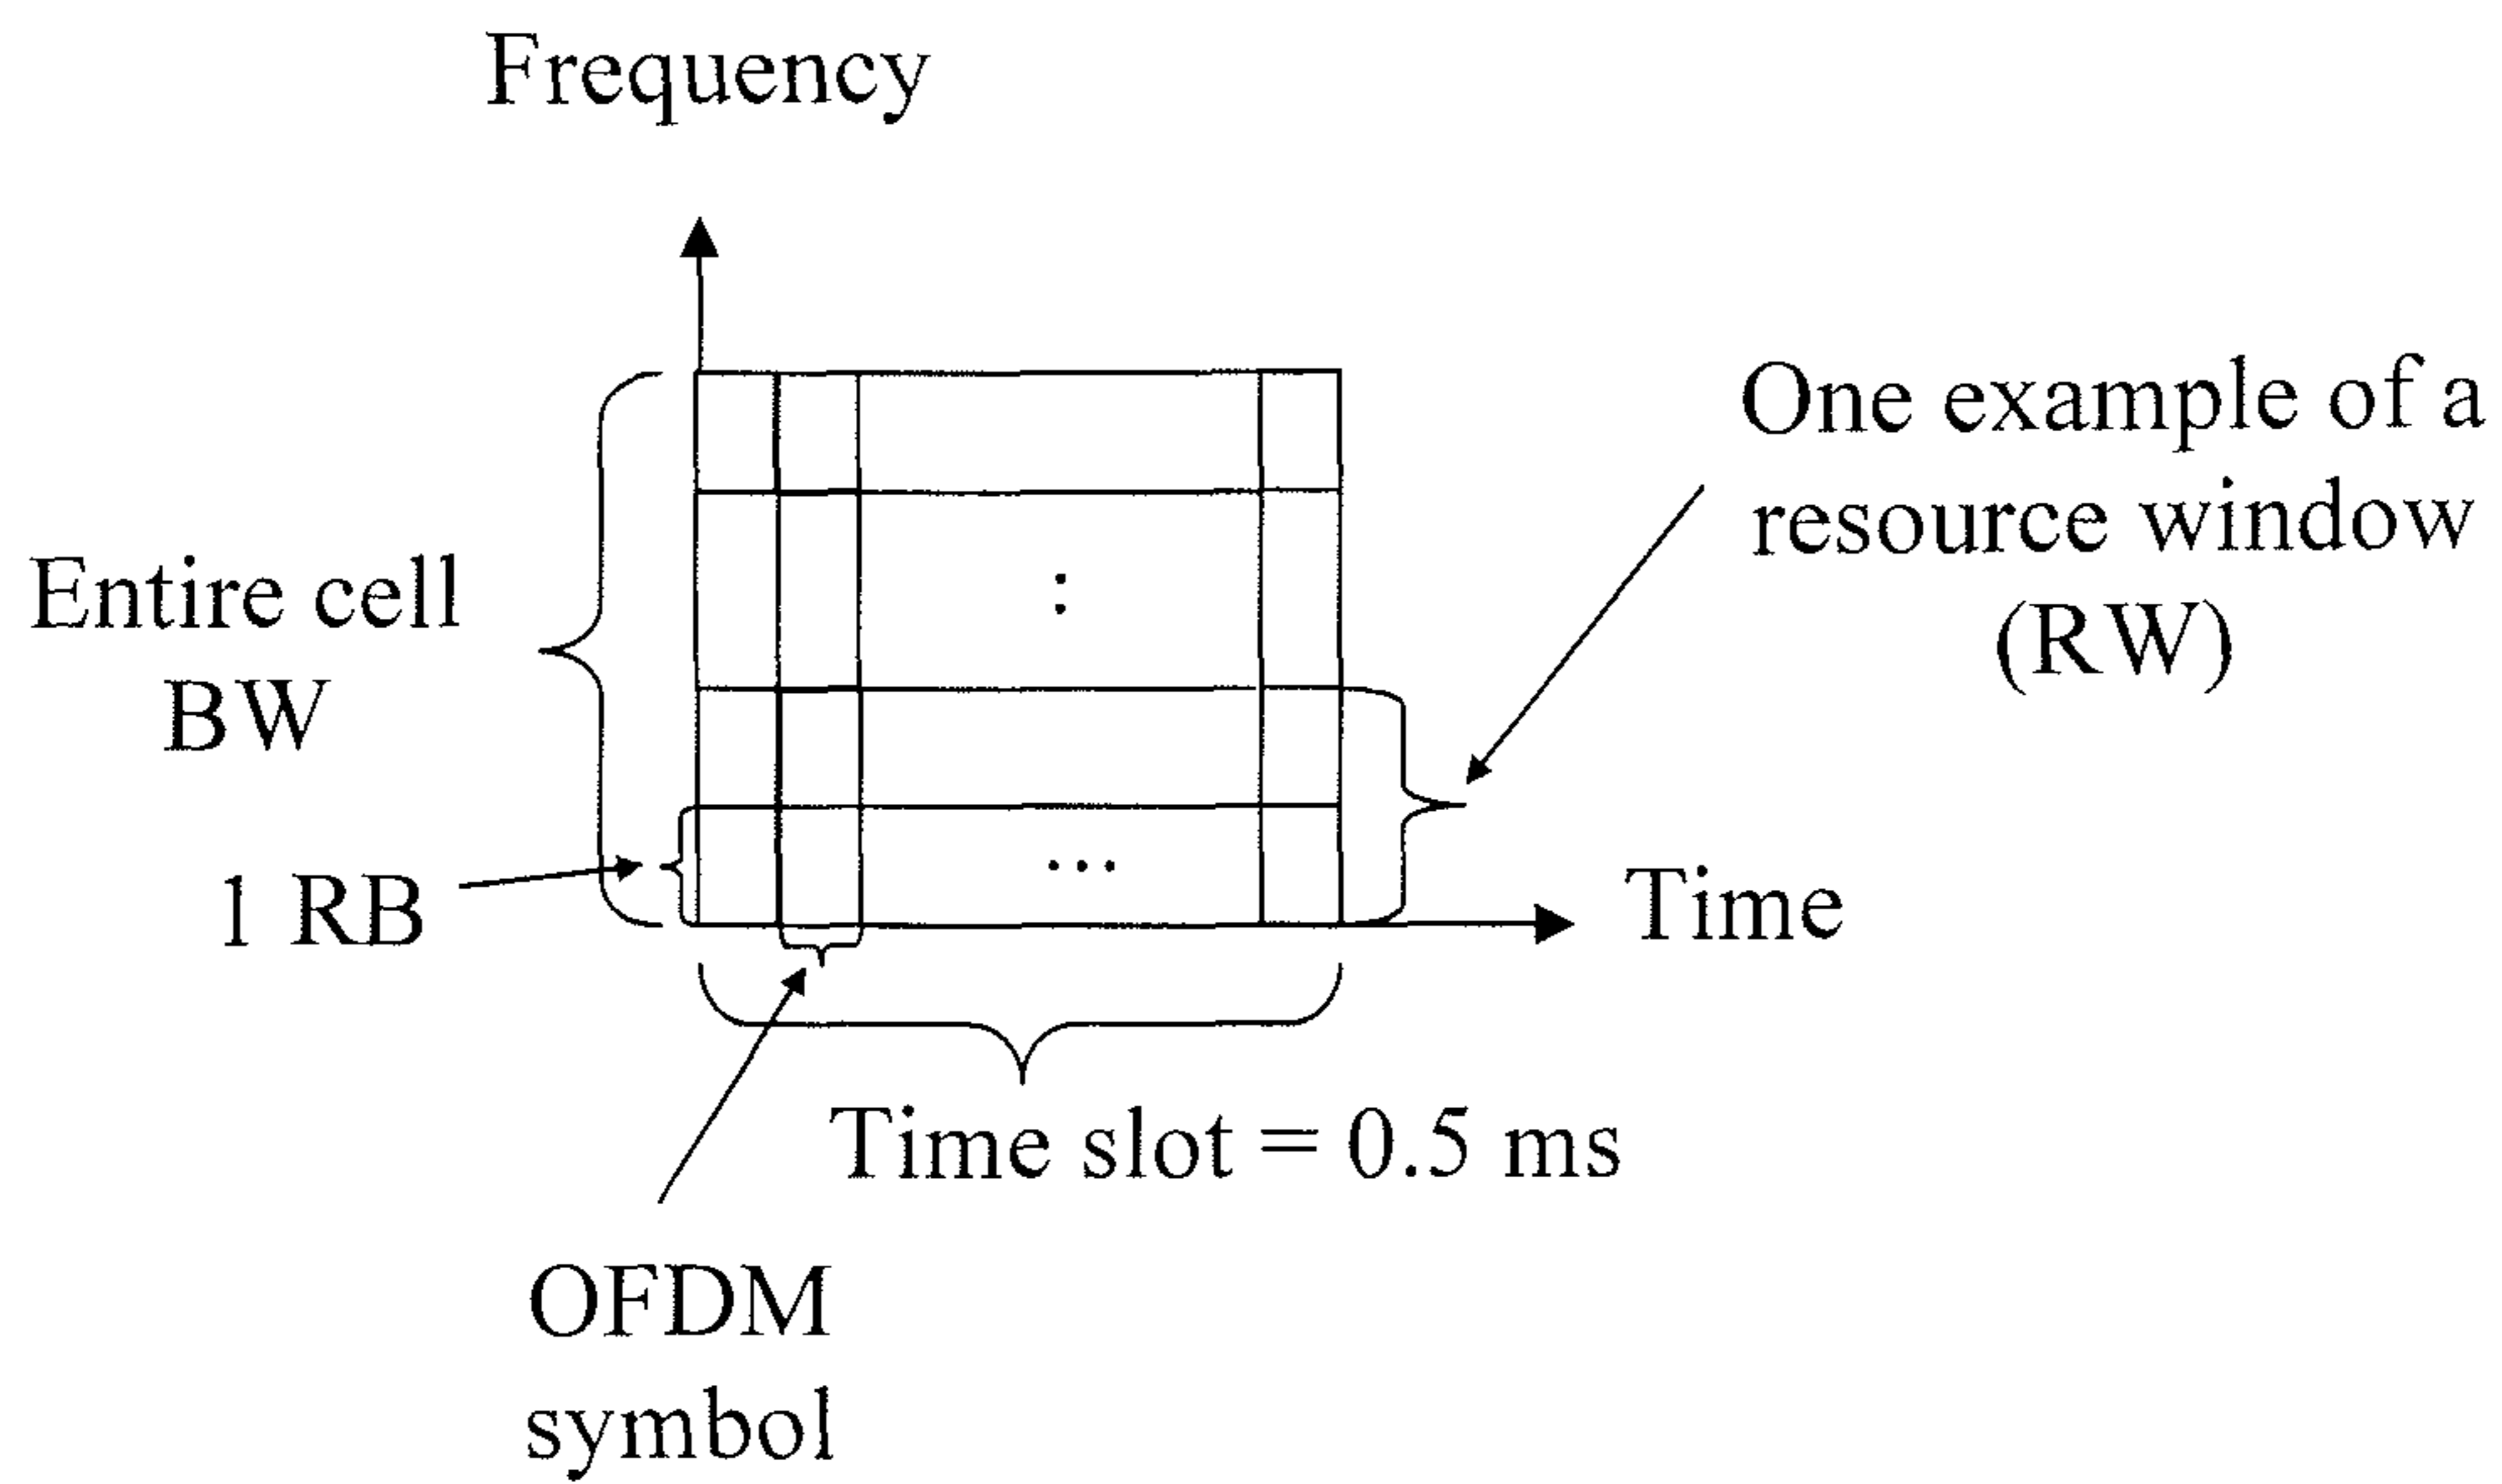 Frequency
One example of a
resource window
(RW)
Entire cell
BW
:
1 RB
...
Time
Time slot = 0.5 ms
OFDM
symbol